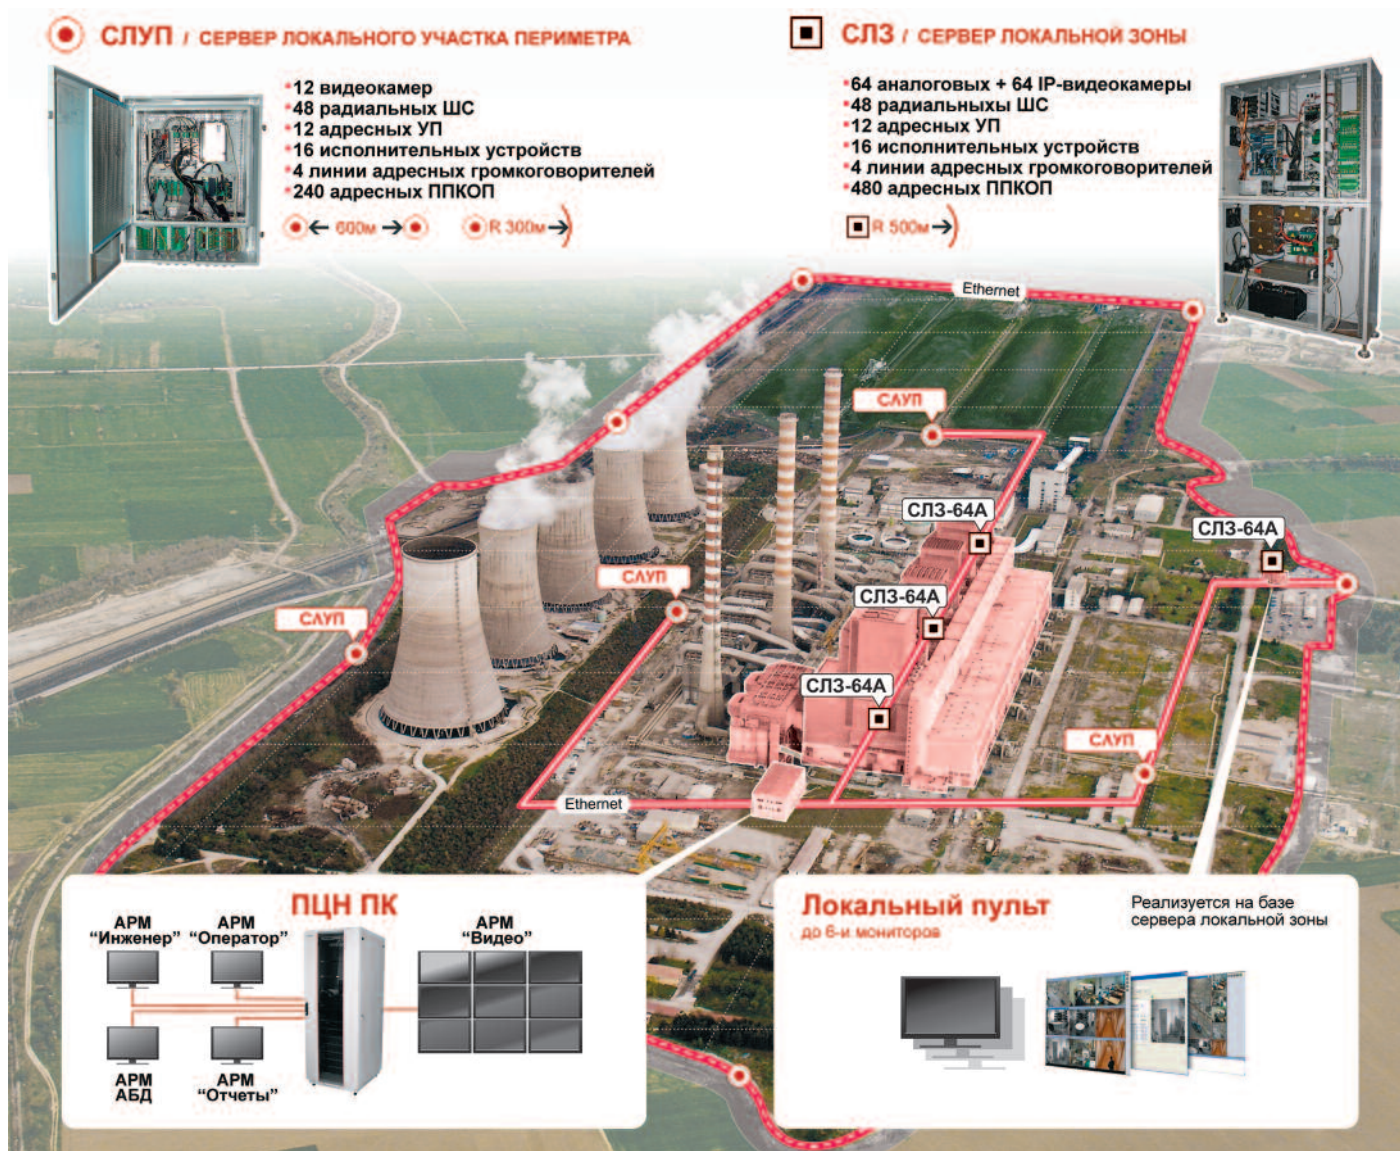 СЛУП / СЕРВЕР ЛОКАЛЬНОГО УЧАСТКА ПЕРИМЕТРА
*12 видеокамер
*48 радиальных ШС
*12 адресных УП
*16 исполнительных устройств
*4 линии адресных громкоговорителей
*240 адресных ППКОП
600м
R 300м
СЛЗ / СЕРВЕР ЛОКАЛЬНОЙ ЗОНЫ
*64 аналоговых + 64 IP-видеокамеры
*48 радиальныхы ШС
*12 адресных УП
*16 исполнительных устройств
*4 линии адресных громкоговорителей
*480 адресных ППКОП
R 500м
Ethernet
СЛУП
СЛЗ-64А
СЛЗ-64А
СЛУП
СЛЗ-64А
СЛУП
СЛЗ-64А
СЛУП
Ethernet
ПЦН ПК
АРМ
“Инженер”
АРМ
“Оператор”
АРМ
“Видео”
АРМ
АБД
АРМ
“Отчеты”
Локальный пульт
до 6-и мониторов
Реализуется на базе
сервера локальной зоны